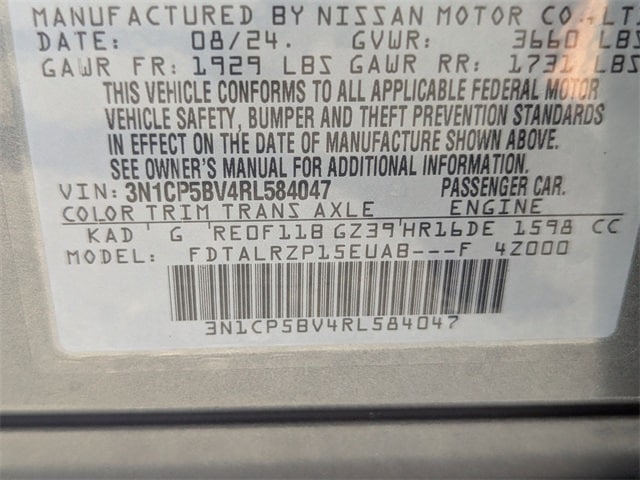 MANUFACTURED BY NISSAN MOTOR CO., LT
DATE: 08/24. GVWR: 3660 LBS
GAWR FR: 1929 LBS GAWR RR: 1731 LBS
THIS VEHICLE CONFORMS TO ALL APPLICABLE FEDERAL MOTOR
VEHICLE SAFETY, BUMPER AND THEFT PREVENTION STANDARDS
IN EFFECT ON THE DATE OF MANUFACTURE SHOWN ABOVE.
SEE OWNER'S MANUAL FOR ADDITIONAL INFORMATION.
VIN: 3N1CP5BV4RL584047 PASSENGER CAR.
COLOR TRIM TRANS AXLE ENGINE
KAD G RE0F11B GZ39 HR16DE 1598 CC
MODEL: FDTALRZP15EUAB---F 4Z000
3N1CP5BV4RL584047